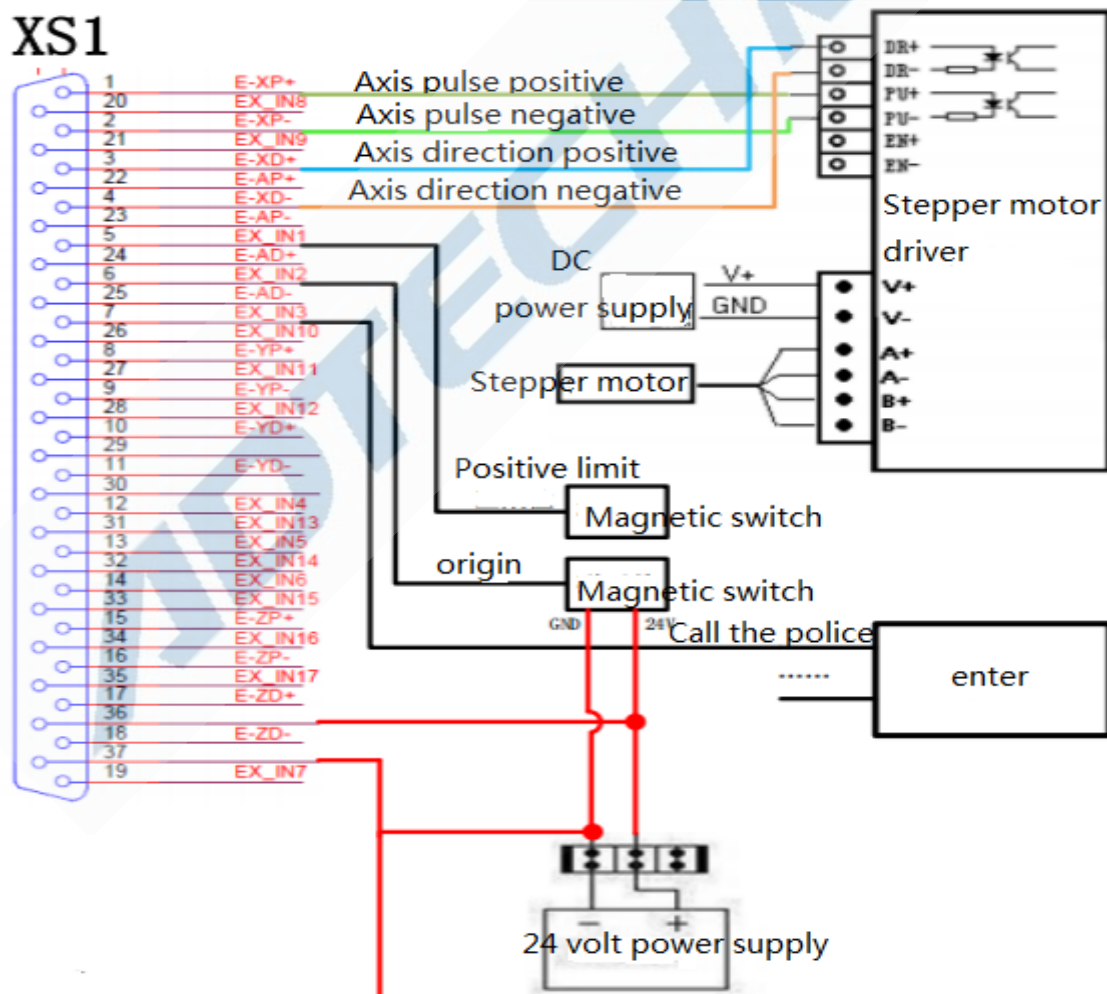 XS1
1 E-XP+ Axis pulse positive
20 EX_IN8
2 E-XP- Axis pulse negative
21 EX_IN9
3 E-XD+ Axis direction positive
22 E-AP+
4 E-XD- Axis direction negative
23 E-AP-
5 EX_IN1
24 E-AD+
6 EX_IN2
25 E-AD-
7 EX_IN3
26 EX_IN10
8 E-YP+
27 EX_IN11
9 E-YP-
28 EX_IN12
10 E-YD+
29
11 E-YD-
30
12 EX_IN4
31 EX_IN13
13 EX_IN5
32 EX_IN14
14 EX_IN6
33 EX_IN15
15 E-ZP+
34 EX_IN16
16 E-ZP-
35 EX_IN17
17 E-ZD+
36
18 E-ZD-
37
19 EX_IN7
DR+
DR-
PU+
PU-
EN+
EN-
Stepper motor
driver
DC
power supply
V+
GND
V+
V-
A+
A-
B+
B-
Stepper motor
Positive limit
Magnetic switch
origin
Magnetic switch
GND 24V
Call the police
......
enter
- +
24 volt power supply